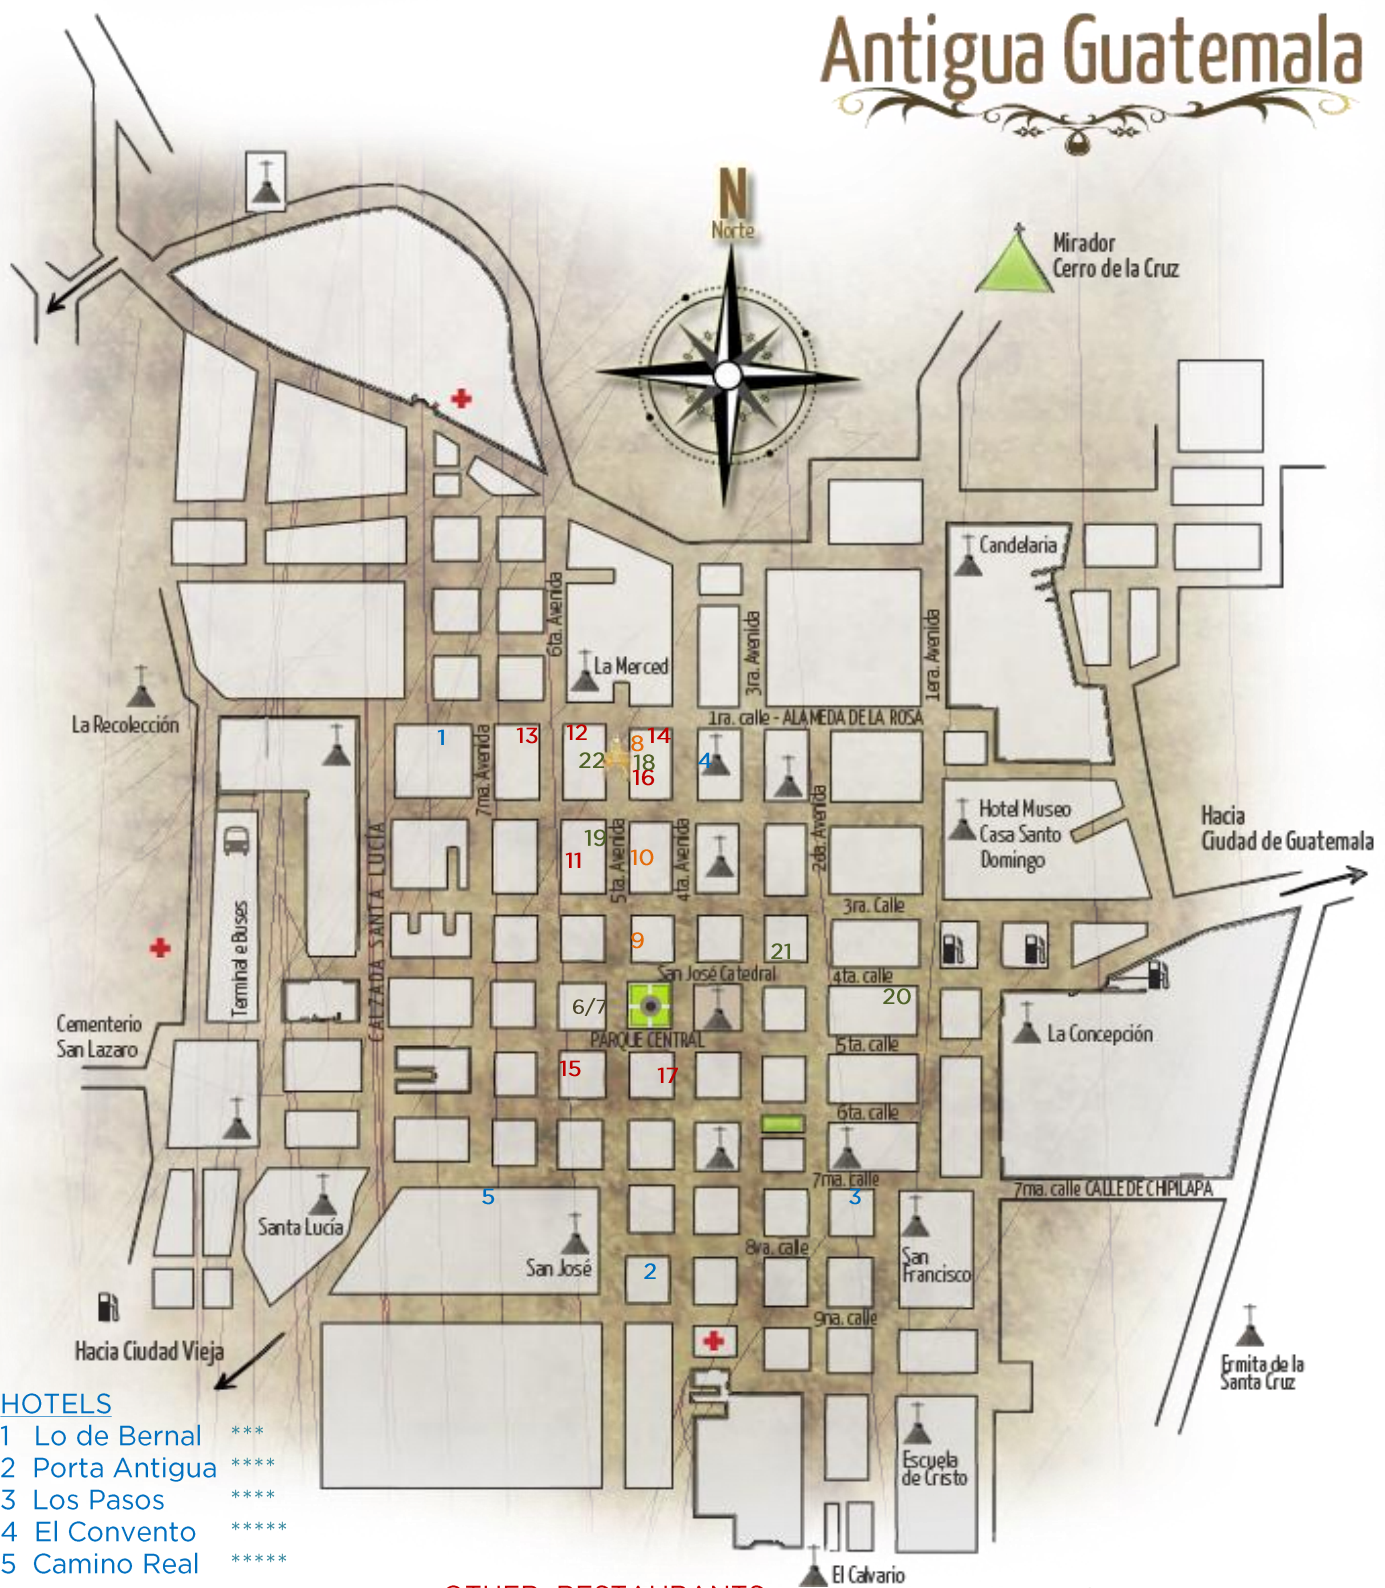 Antigua Guatemala
N
Norte
Mirador
Cerro de la Cruz
Candelaria
6ta. Avenida
3ra. Avenida
1era. Avenida
La Merced
La Recolección
1ra. calle - ALAMEDA DE LA ROSA
1
7ma. Avenida
13
12
22
8
14
18
16
4
2da. Avenida
Hotel Museo
Casa Santo
Domingo
Hacia
Ciudad de Guatemala
CALZADA SANTA LUCÍA
19
11
5ta. Avenida
10
4ta. Avenida
3ra. Calle
Terminal e Buses
9
21
San José Catedral
4ta. calle
20
6/7
PARQUE CENTRAL
5ta. calle
La Concepción
Cementerio
San Lazaro
15
17
6ta. calle
7ma. calle
7ma. calle CALLE DE CHIPILAPA
5
3
Santa Lucía
San José
8va. calle
San
Francisco
2
9na. calle
Hacia Ciudad Vieja
Ermita de la
Santa Cruz
Escuela
de Cristo
El Calvario
HOTELS
1 Lo de Bernal ***
2 Porta Antigua ****
3 Los Pasos ****
4 El Convento *****
5 Camino Real *****
OTHER RESTAURANTS